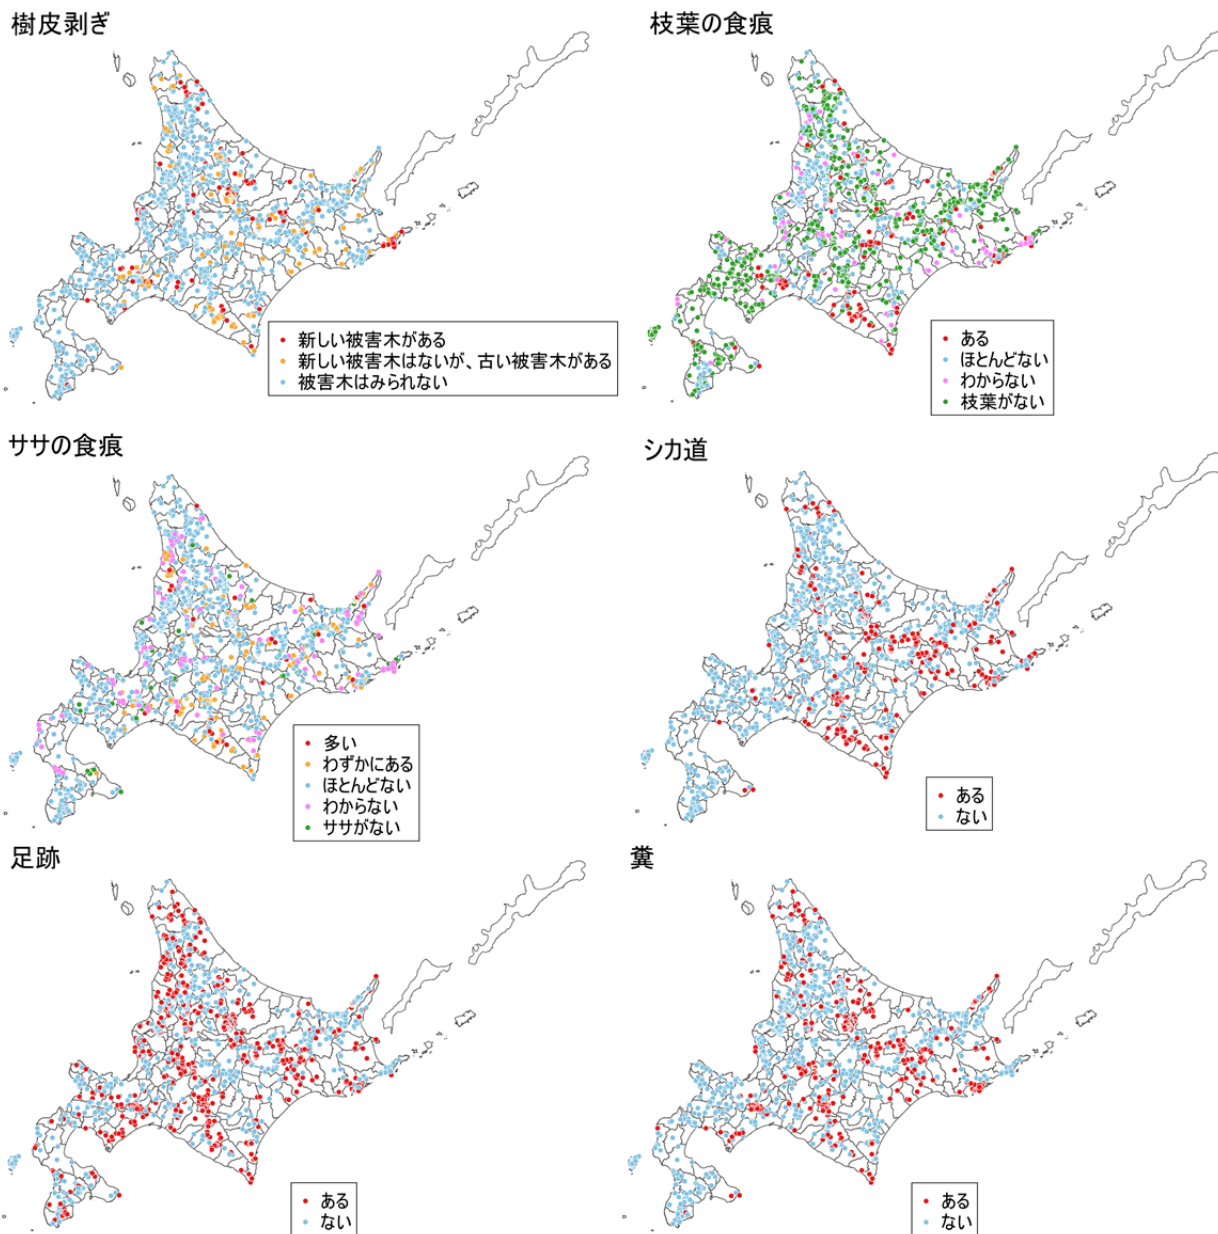 樹皮剥ぎ
新しい被害木がある
新しい被害木はないが、古い被害木がある
被害木はみられない
枝葉の食痕
ある
ほとんどない
わからない
枝葉がない
ササの食痕
多い
わずかにある
ほとんどない
わからない
ササがない
シカ道
ある
ない
足跡
ある
ない
糞
ある
ない